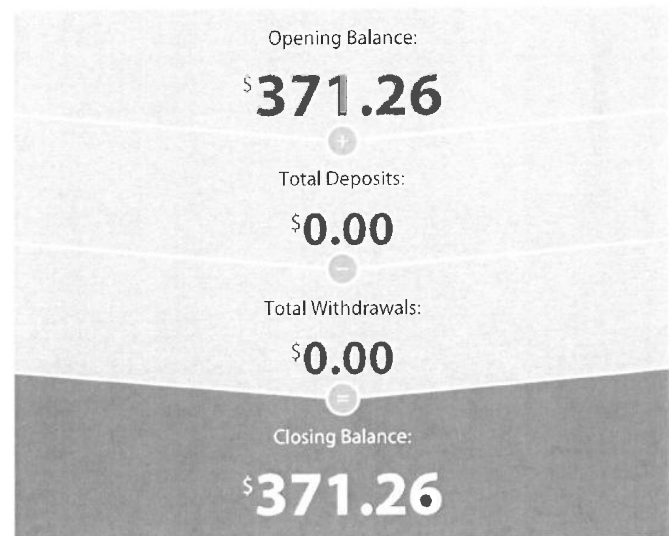 Opening Balance:
$371.26
+
Total Deposits:
$0.00
−
Total Withdrawals:
$0.00
=
Closing Balance:
$371.26